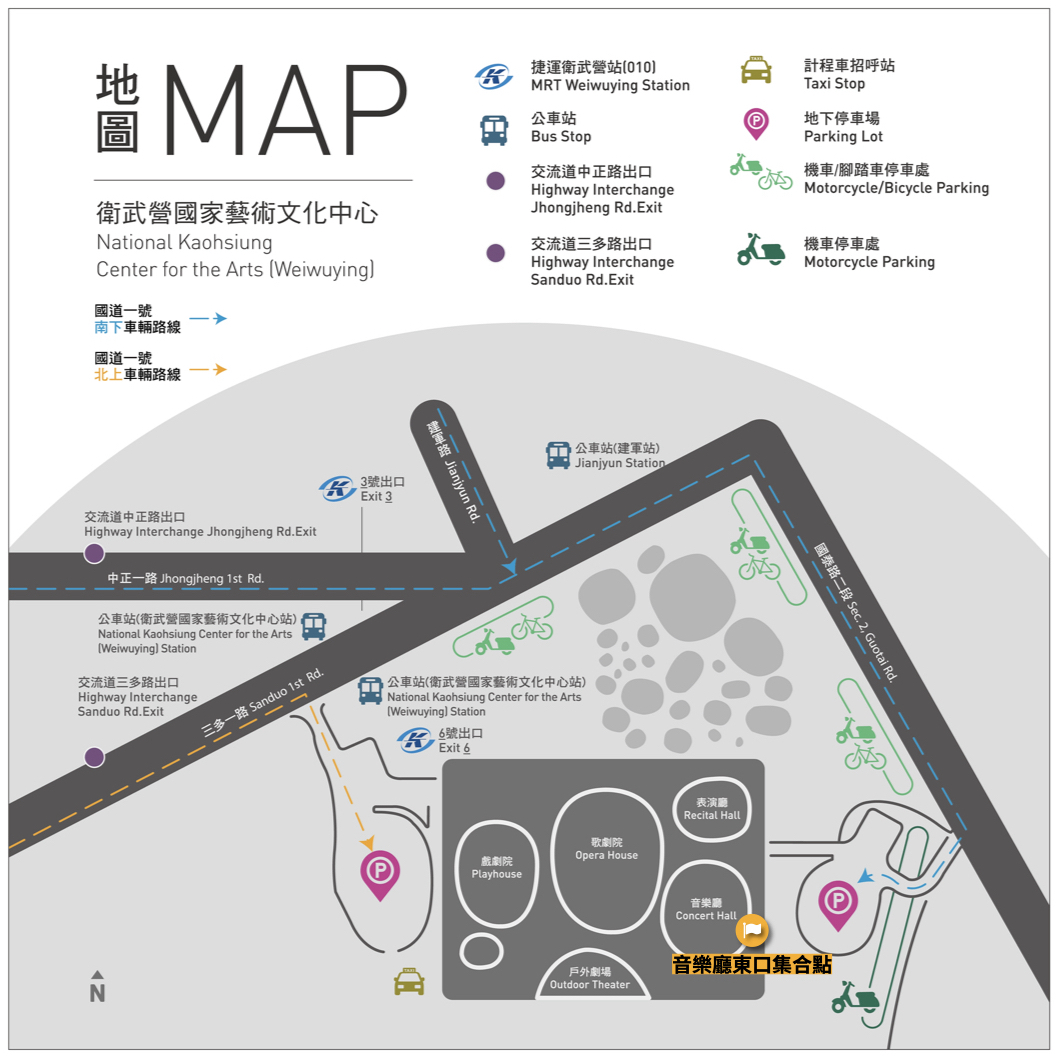 地圖 MAP
衛武營國家藝術文化中心
National Kaohsiung
Center for the Arts (Weiwuying)
國道一號
南下車輛路線
國道一號
北上車輛路線
捷運衛武營站(O10)
MRT Weiwuying Station
公車站
Bus Stop
交流道中正路出口
Highway Interchange
Jhongjheng Rd.Exit
交流道三多路出口
Highway Interchange
Sanduo Rd.Exit
計程車招呼站
Taxi Stop
地下停車場
Parking Lot
機車/腳踏車停車處
Motorcycle/Bicycle Parking
機車停車處
Motorcycle Parking
建軍路 Jianjyun Rd.
公車站(建軍站)
Jianjyun Station
3號出口
Exit 3
交流道中正路出口
Highway Interchange Jhongjheng Rd.Exit
中正一路 Jhongjheng 1st Rd.
國泰路二段 Sec. 2, Guotai Rd.
公車站(衛武營國家藝術文化中心站)
National Kaohsiung Center for the Arts
(Weiwuying) Station
交流道三多路出口
Highway Interchange
Sanduo Rd.Exit
三多一路 Sanduo 1st Rd.
公車站(衛武營國家藝術文化中心站)
National Kaohsiung Center for the Arts
(Weiwuying) Station
6號出口
Exit 6
表演廳
Recital Hall
歌劇院
Opera House
戲劇院
Playhouse
音樂廳
Concert Hall
P
P
音樂廳東口集合點
戶外劇場
Outdoor Theater
TAXI
N